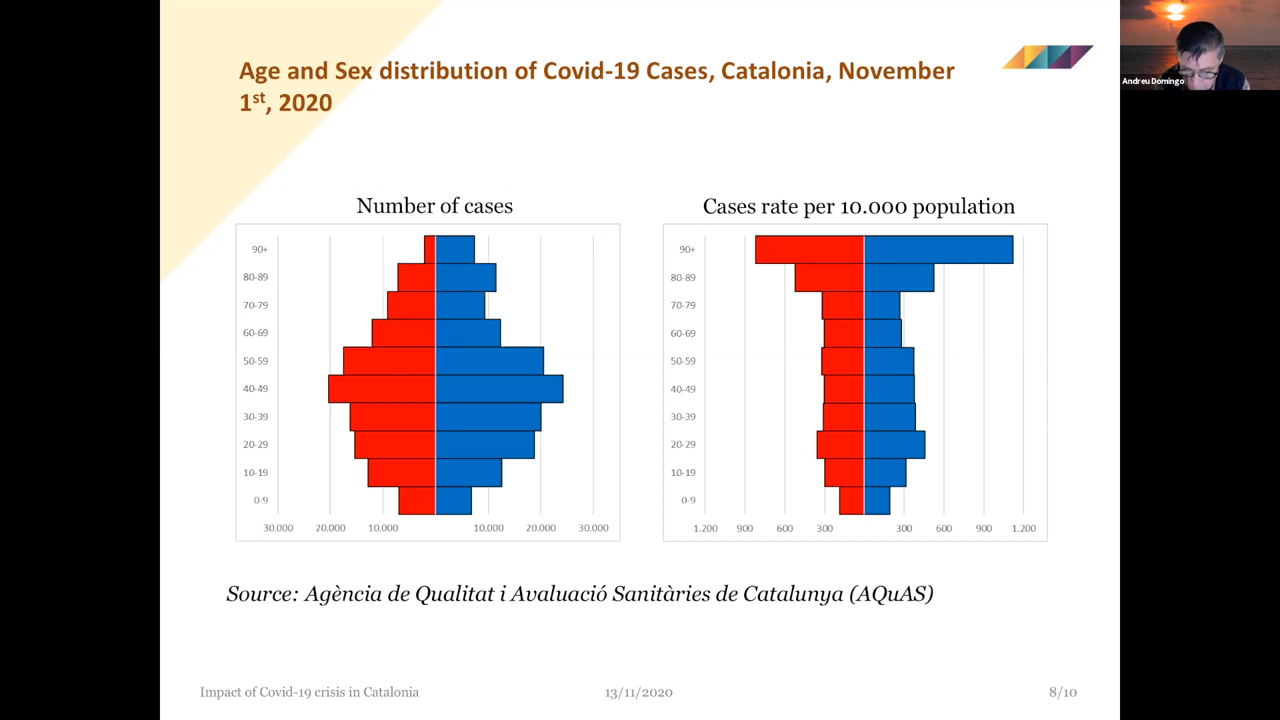 Age and Sex distribution of Covid-19 Cases, Catalonia, November
1st, 2020
Andreu Domingo
Number of cases
90+
80-89
70-79
60-69
50-59
40-49
30-39
20-29
10-19
0-9
30.000 20.000 10.000 10.000 20.000 30.000
Cases rate per 10.000 population
90+
80-89
70-79
60-69
50-59
40-49
30-39
20-29
10-19
0-9
1.200 900 600 300 300 600 900 1.200
Source: Agència de Qualitat i Avaluació Sanitàries de Catalunya (AQuAS)
Impact of Covid-19 crisis in Catalonia 13/11/2020 8/10